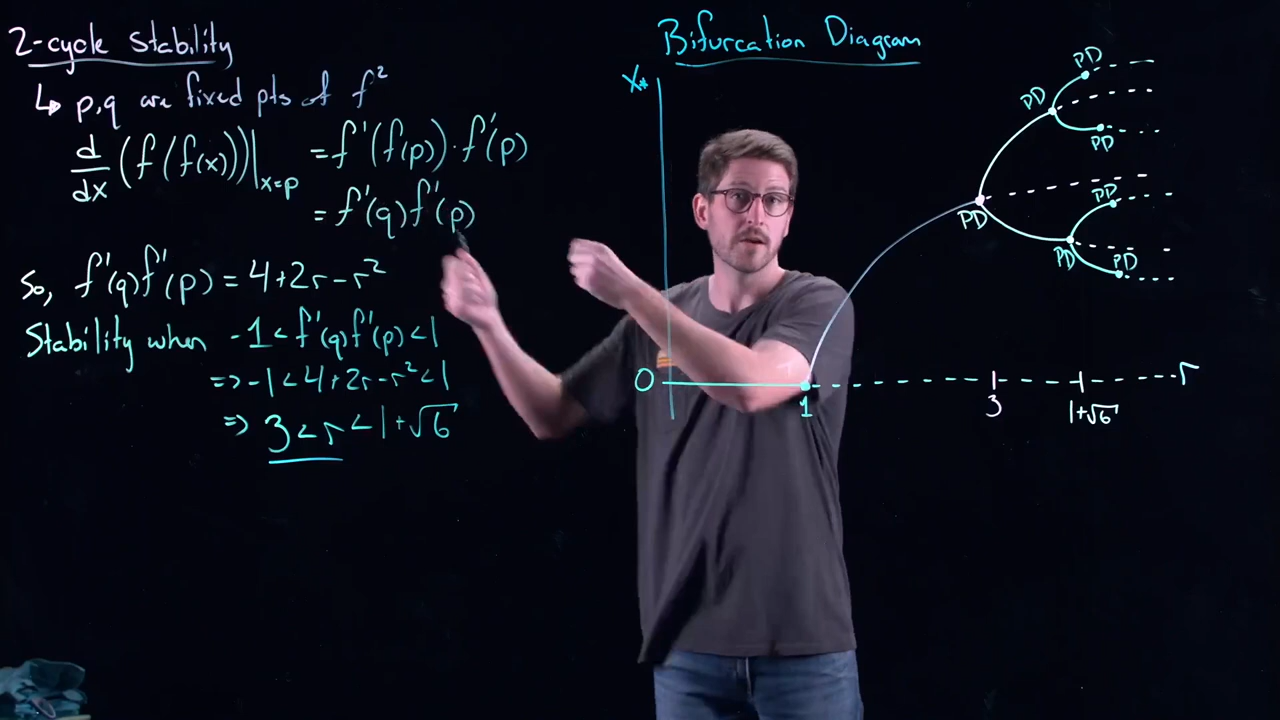 2-cycle Stability
↳ p,q are fixed pts of f²
d/dx (f(f(x)))|x=p = f'(f(p))·f'(p)
= f'(q)f'(p)
So, f'(q)f'(p) = 4+2r-r²
Stability when -1<f'(q)f'(p)<1
=> -1<4+2r-r²<1
=> 3<r<1+√6
Bifurcation Diagram
x*
PD
PD
PD
PD
PD
PD
PD
0
1
3
1+√6
r